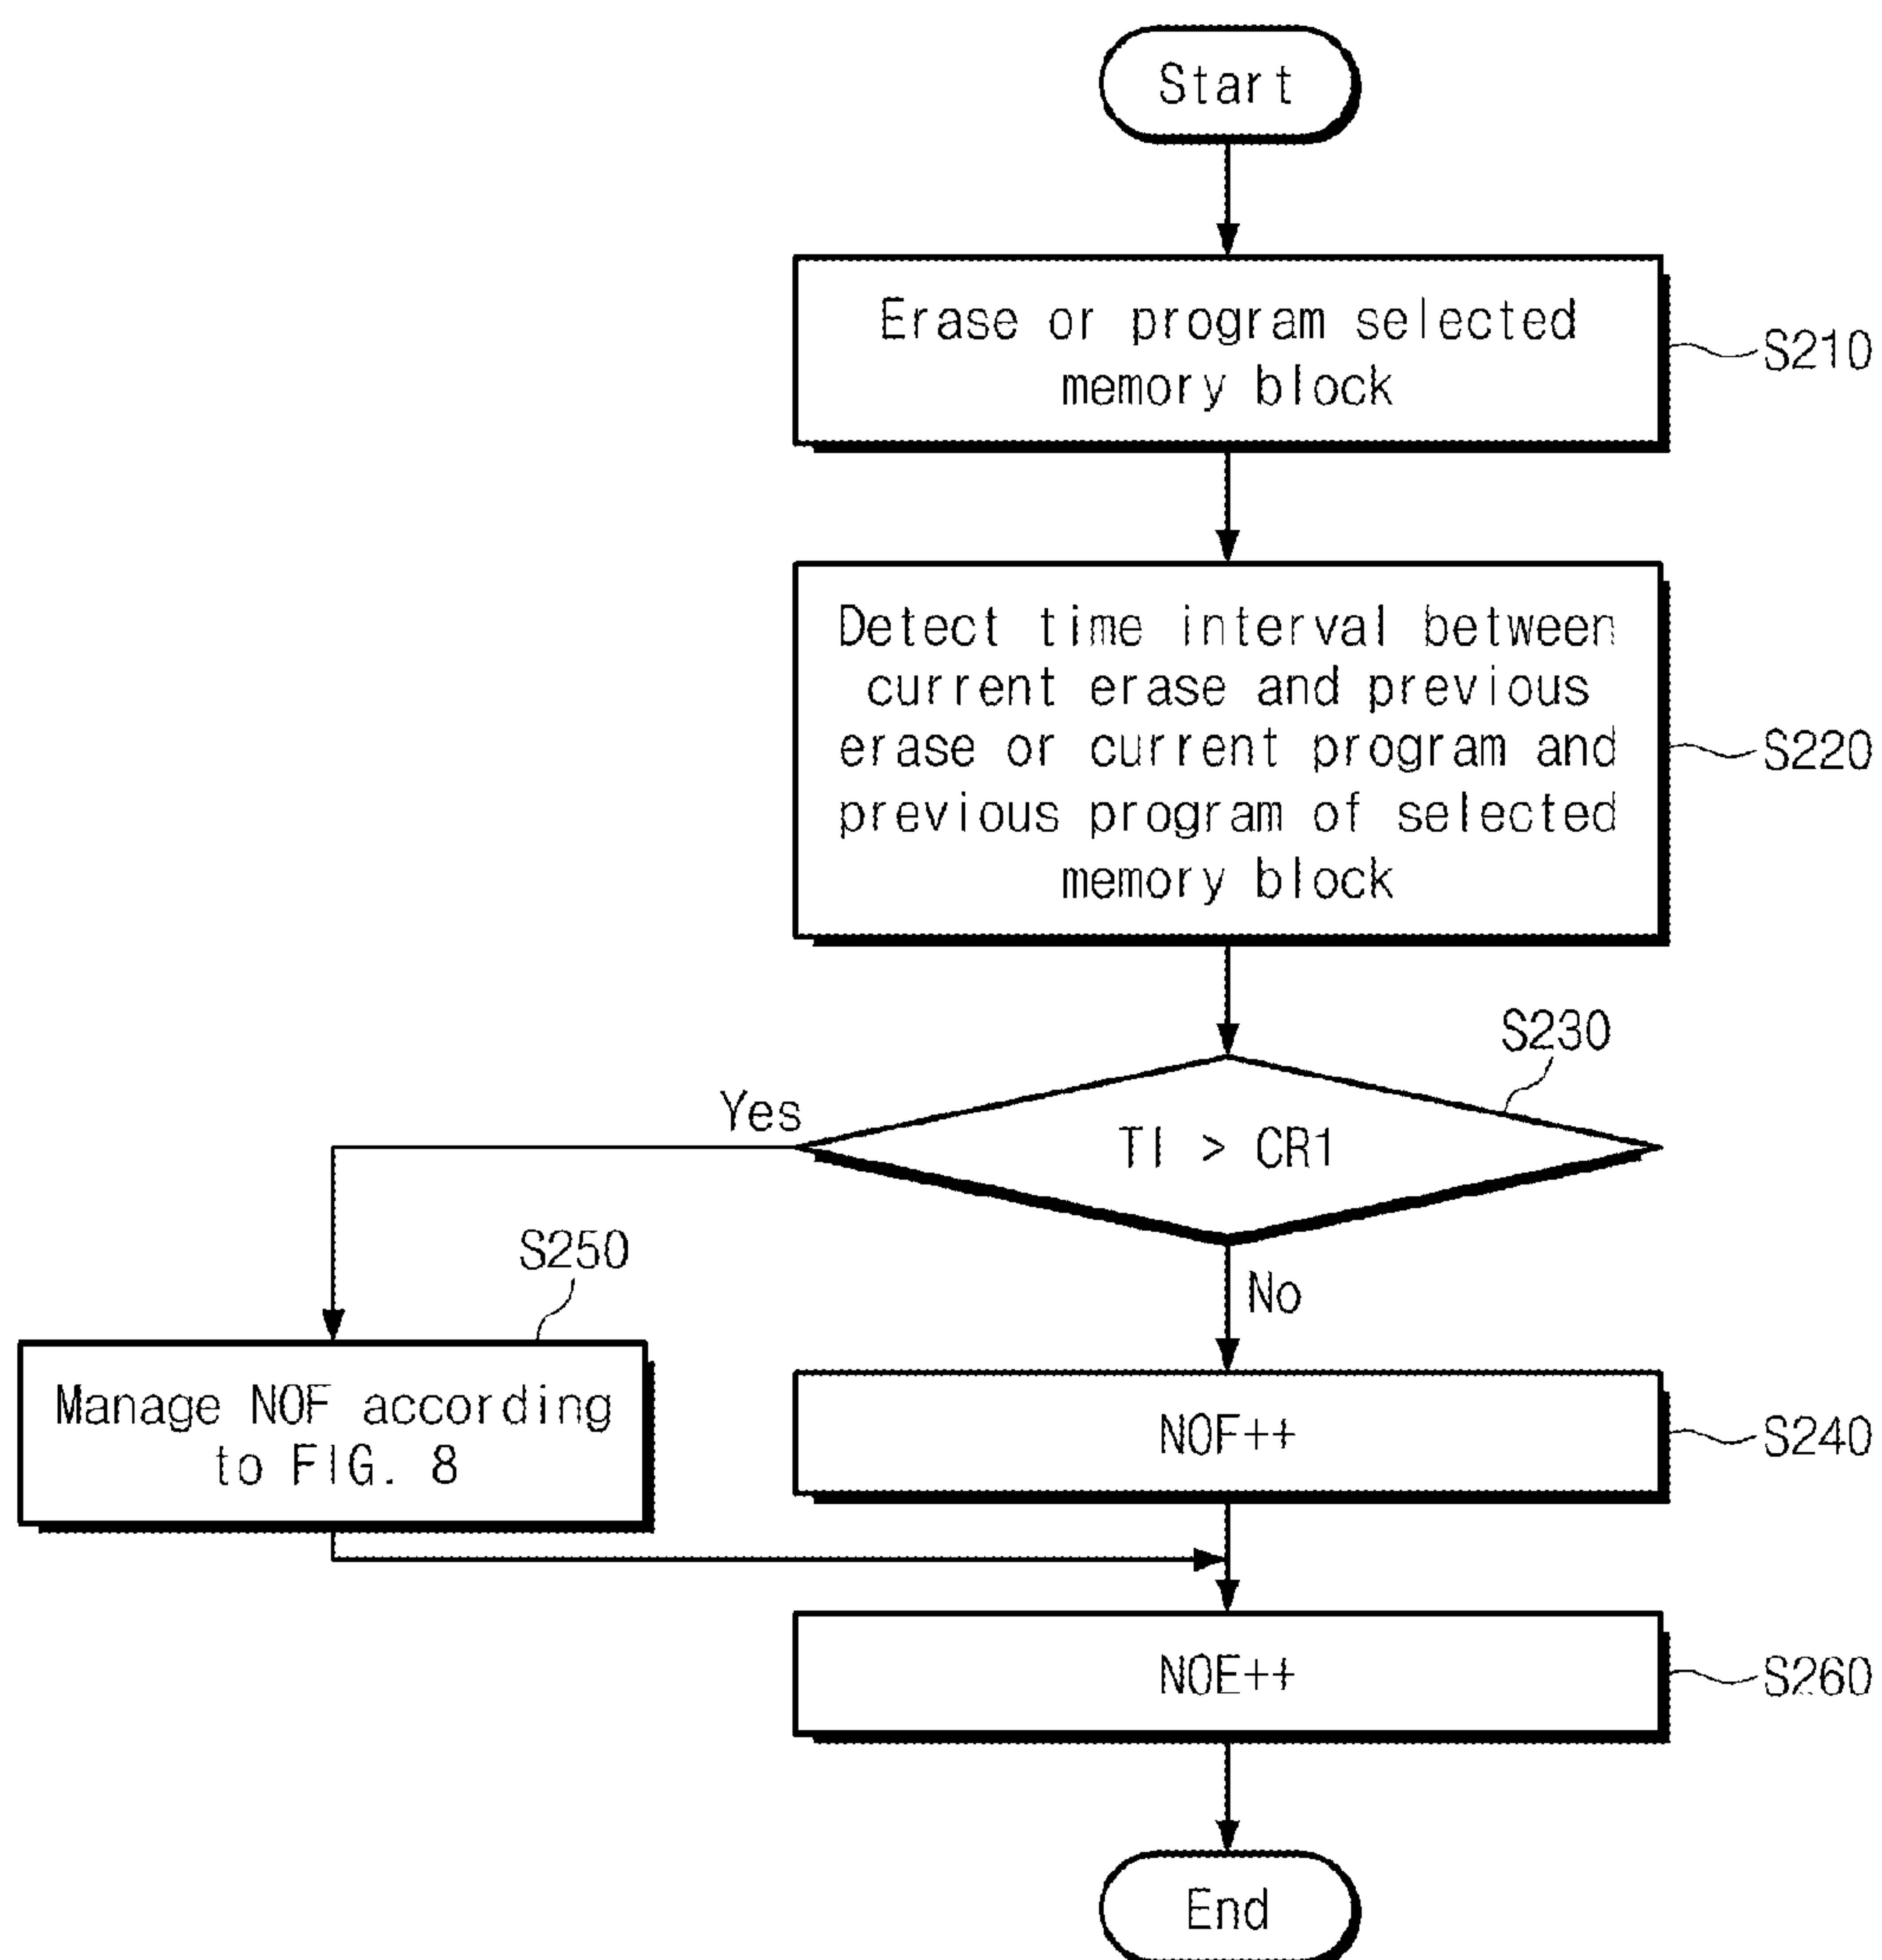 Start
Erase or program selected
memory block
S210
Detect time interval between
current erase and previous
erase or current program and
previous program of selected
memory block
S220
S230
Yes
TI > CR1
S250
No
Manage NOF according
to FIG. 8
NOF++
S240
NOE++
S260
End